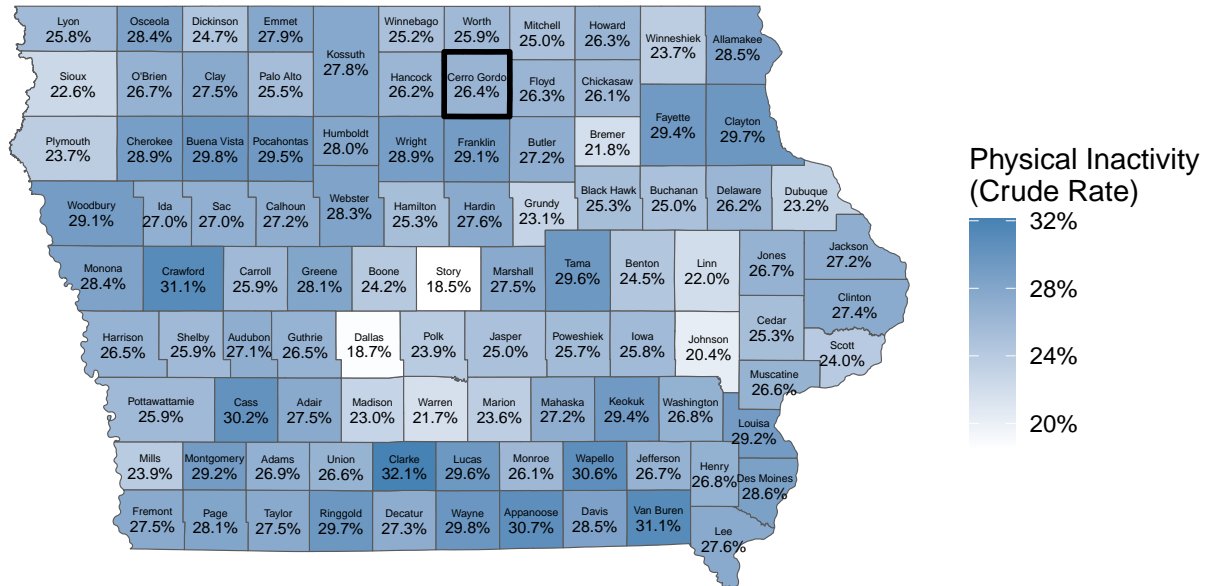 Lyon
25.8%
Osceola
28.4%
Dickinson
24.7%
Emmet
27.9%
Kossuth
27.8%
Winnebago
25.2%
Worth
25.9%
Mitchell
25.0%
Howard
26.3%
Winneshiek
23.7%
Allamakee
28.5%
Sioux
22.6%
O'Brien
26.7%
Clay
27.5%
Palo Alto
25.5%
Hancock
26.2%
Cerro Gordo
26.4%
Floyd
26.3%
Chickasaw
26.1%
Fayette
29.4%
Clayton
29.7%
Plymouth
23.7%
Cherokee
28.9%
Buena Vista
29.8%
Pocahontas
29.5%
Humboldt
28.0%
Wright
28.9%
Franklin
29.1%
Butler
27.2%
Bremer
21.8%
Woodbury
29.1%
Ida
27.0%
Sac
27.0%
Calhoun
27.2%
Webster
28.3%
Hamilton
25.3%
Hardin
27.6%
Grundy
23.1%
Black Hawk
25.3%
Buchanan
25.0%
Delaware
26.2%
Dubuque
23.2%
Monona
28.4%
Crawford
31.1%
Carroll
25.9%
Greene
28.1%
Boone
24.2%
Story
18.5%
Marshall
27.5%
Tama
29.6%
Benton
24.5%
Linn
22.0%
Jones
26.7%
Jackson
27.2%
Clinton
27.4%
Harrison
26.5%
Shelby
25.9%
Audubon
27.1%
Guthrie
26.5%
Dallas
18.7%
Polk
23.9%
Jasper
25.0%
Poweshiek
25.7%
Iowa
25.8%
Johnson
20.4%
Cedar
25.3%
Scott
24.0%
Muscatine
26.6%
Pottawattamie
25.9%
Cass
30.2%
Adair
27.5%
Madison
23.0%
Warren
21.7%
Marion
23.6%
Mahaska
27.2%
Keokuk
29.4%
Washington
26.8%
Louisa
29.2%
Mills
23.9%
Montgomery
29.2%
Adams
26.9%
Union
26.6%
Clarke
32.1%
Lucas
29.6%
Monroe
26.1%
Wapello
30.6%
Jefferson
26.7%
Henry
26.8%
Des Moines
28.6%
Fremont
27.5%
Page
28.1%
Taylor
27.5%
Ringgold
29.7%
Decatur
27.3%
Wayne
29.8%
Appanoose
30.7%
Davis
28.5%
Van Buren
31.1%
Lee
27.6%
Physical Inactivity
(Crude Rate)
32%
28%
24%
20%